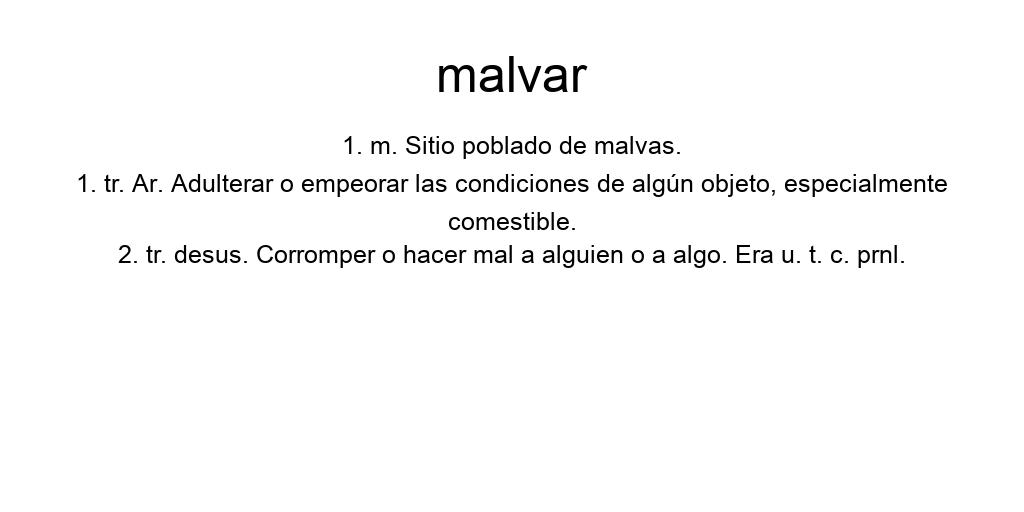 malvar
1. m. Sitio poblado de malvas.
1. tr. Ar. Adulterar o empeorar las condiciones de algún objeto, especialmente
comestible.
2. tr. desus. Corromper o hacer mal a alguien o a algo. Era u. t. c. prnl.